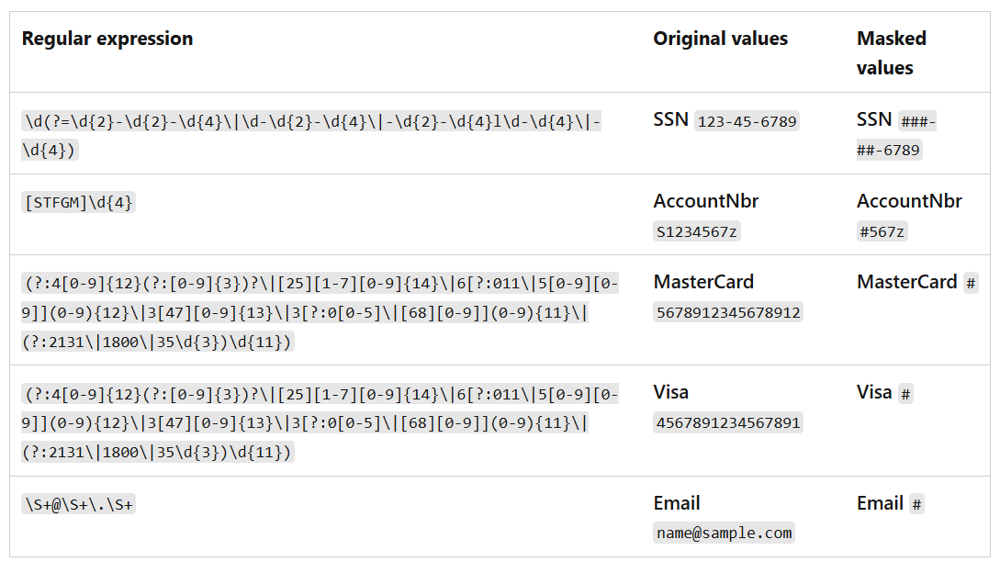 Regular expression Original values Masked
values
\d(?=\d{2}-\d{2}-\d{4}\|\d-\d{2}-\d{4}\|-\d{2}-\d{4}l\d-\d{4}\|-
\d{4}) SSN 123-45-6789 SSN ###-
##-6789
[STFGM]\d{4} AccountNbr AccountNbr
S1234567z #567z
(?:4[0-9]{12}(?:[0-9]{3})?\|[25][1-7][0-9]{14}\|6[?:011\|5[0-9][0-
9]](0-9){12}\|3[47][0-9]{13}\|3[?:0[0-5]\|[68][0-9]](0-9){11}\|
(?:2131\|1800\|35\d{3})\d{11}) MasterCard MasterCard #
5678912345678912
(?:4[0-9]{12}(?:[0-9]{3})?\|[25][1-7][0-9]{14}\|6[?:011\|5[0-9][0-
9]](0-9){12}\|3[47][0-9]{13}\|3[?:0[0-5]\|[68][0-9]](0-9){11}\|
(?:2131\|1800\|35\d{3})\d{11}) Visa Visa #
4567891234567891
\S+@\S+\.\S+ Email Email #
name@sample.com